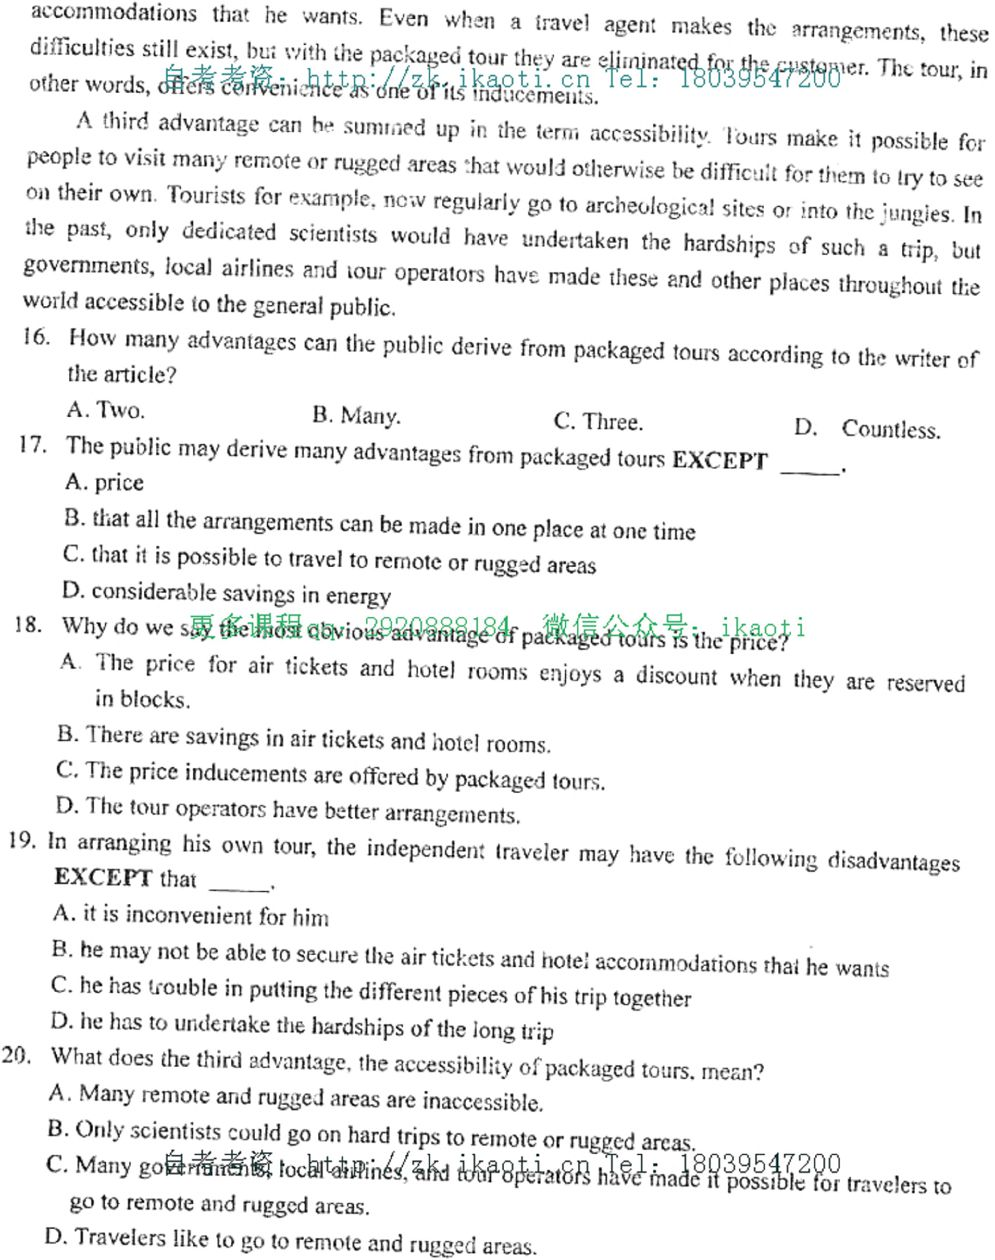 accommodations that he wants. Even when a travel agent makes the arrangements, these
difficulties still exist, but with the packaged tour they are eliminated for the customer. The tour, in
自考考资: http://zk.ikaoti.cn Tel: 18039547200
other words, offers convenience as one of its inducements.
A third advantage can be summed up in the term accessibility. Tours make it possible for
people to visit many remote or rugged areas that would otherwise be difficult for them to try to see
on their own. Tourists for example, now regularly go to archeological sites or into the jungles. In
the past, only dedicated scientists would have undertaken the hardships of such a trip, but
governments, local airlines and tour operators have made these and other places throughout the
world accessible to the general public.
16. How many advantages can the public derive from packaged tours according to the writer of
the article?
A. Two. B. Many. C. Three. D. Countless.
17. The public may derive many advantages from packaged tours EXCEPT _____.
A. price
B. that all the arrangements can be made in one place at one time
C. that it is possible to travel to remote or rugged areas
D. considerable savings in energy
更多课程qq: 2920888184 微信公众号: ikaoti
18. Why do we say the most obvious advantage of packaged tours is the price?
A. The price for air tickets and hotel rooms enjoys a discount when they are reserved
in blocks.
B. There are savings in air tickets and hotel rooms.
C. The price inducements are offered by packaged tours.
D. The tour operators have better arrangements.
19. In arranging his own tour, the independent traveler may have the following disadvantages
EXCEPT that _____.
A. it is inconvenient for him
B. he may not be able to secure the air tickets and hotel accommodations that he wants
C. he has trouble in putting the different pieces of his trip together
D. he has to undertake the hardships of the long trip
20. What does the third advantage, the accessibility of packaged tours, mean?
A. Many remote and rugged areas are inaccessible.
B. Only scientists could go on hard trips to remote or rugged areas.
自考考资: http://zk.ikaoti.cn Tel: 18039547200
C. Many governments, local airlines, and tour operators have made it possible for travelers to
go to remote and rugged areas.
D. Travelers like to go to remote and rugged areas.